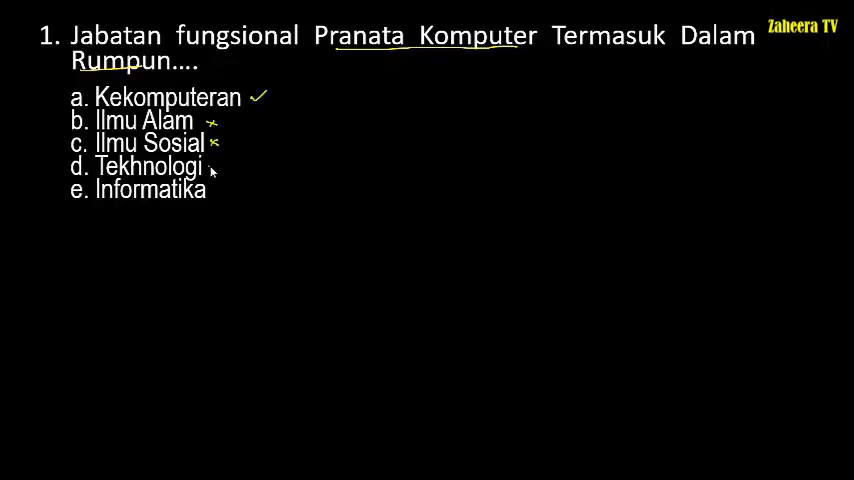 Zaheera TV
1. Jabatan fungsional Pranata Komputer Termasuk Dalam
Rumpun....
a. Kekomputeran
b. Ilmu Alam
c. Ilmu Sosial
d. Tekhnologi
e. Informatika